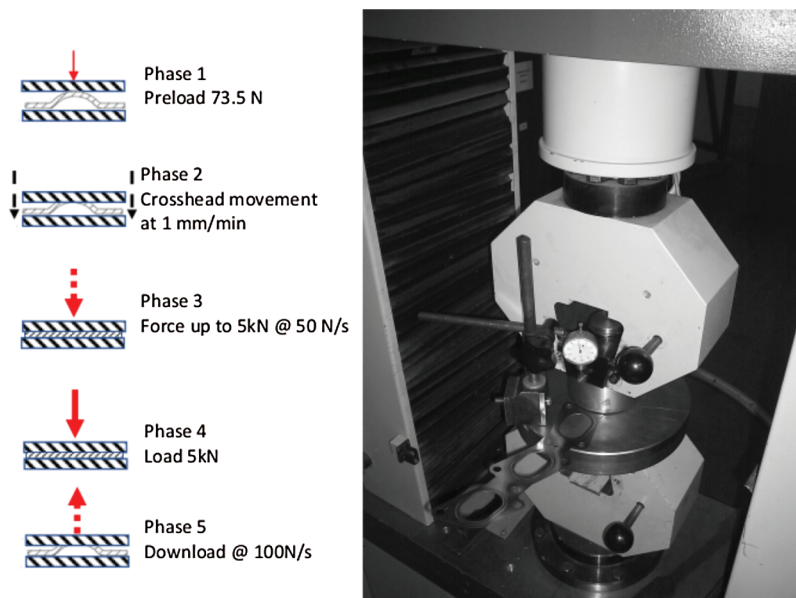 Phase 1
Preload 73.5 N
Phase 2
Crosshead movement
at 1 mm/min
Phase 3
Force up to 5kN @ 50 N/s
Phase 4
Load 5kN
Phase 5
Download @ 100N/s